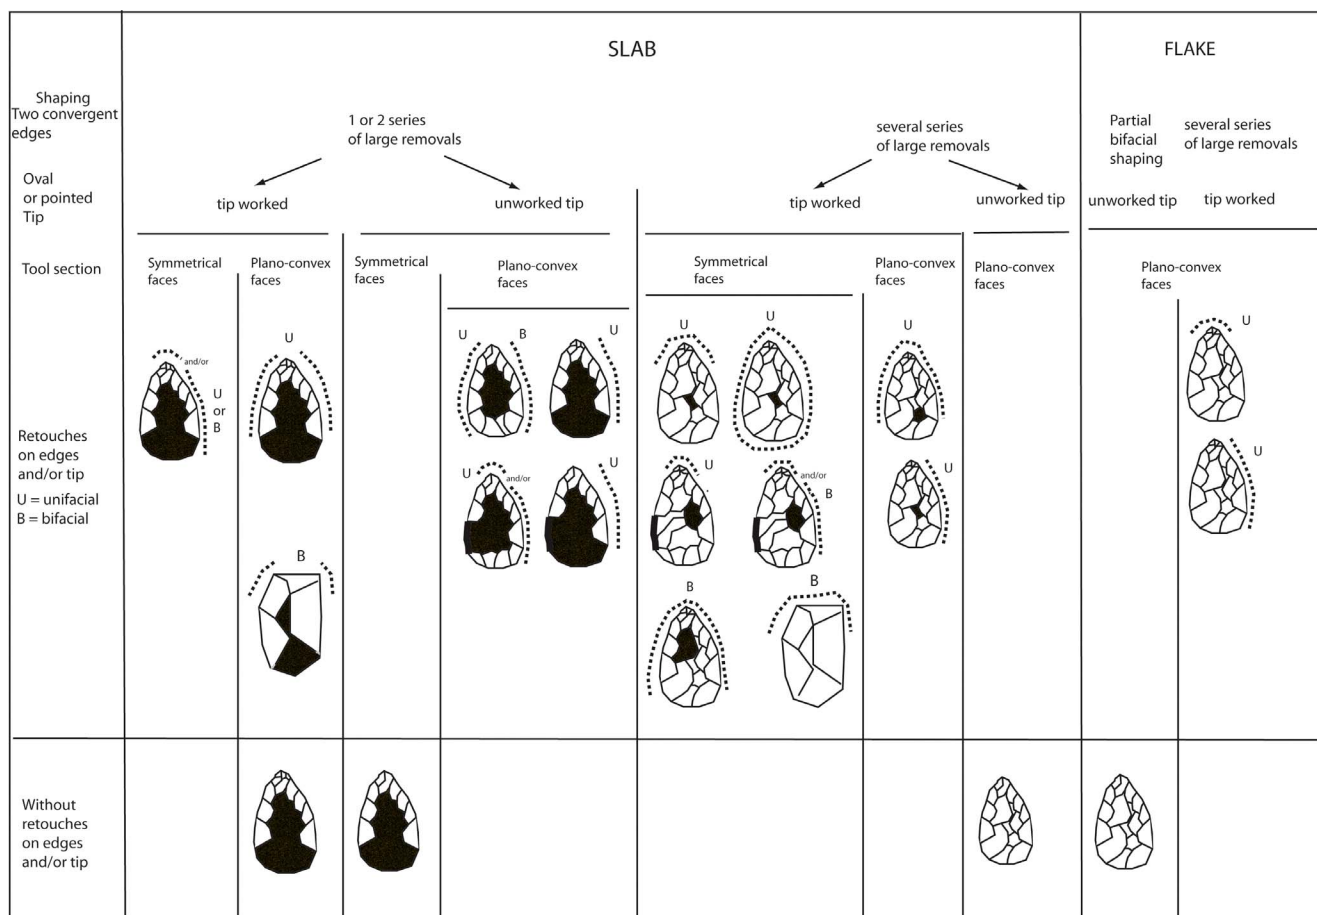 SLAB
FLAKE
Shaping
Two convergent
edges
1 or 2 series
of large removals
several series
of large removals
Partial
bifacial
shaping
several series
of large removals
Oval
or pointed
Tip
tip worked
unworked tip
tip worked
unworked tip
unworked tip
tip worked
Tool section
Symmetrical
faces
Plano-convex
faces
Symmetrical
faces
Plano-convex
faces
Symmetrical
faces
Plano-convex
faces
Plano-convex
faces
Plano-convex
faces
Retouches
on edges
and/or tip
U = unifacial
B = bifacial
and/or
U
or
B
U
U
B
U
U
U
U
U
U
and/or
U
U
and/or
B
U
U
B
B
B
Without
retouches
on edges
and/or tip